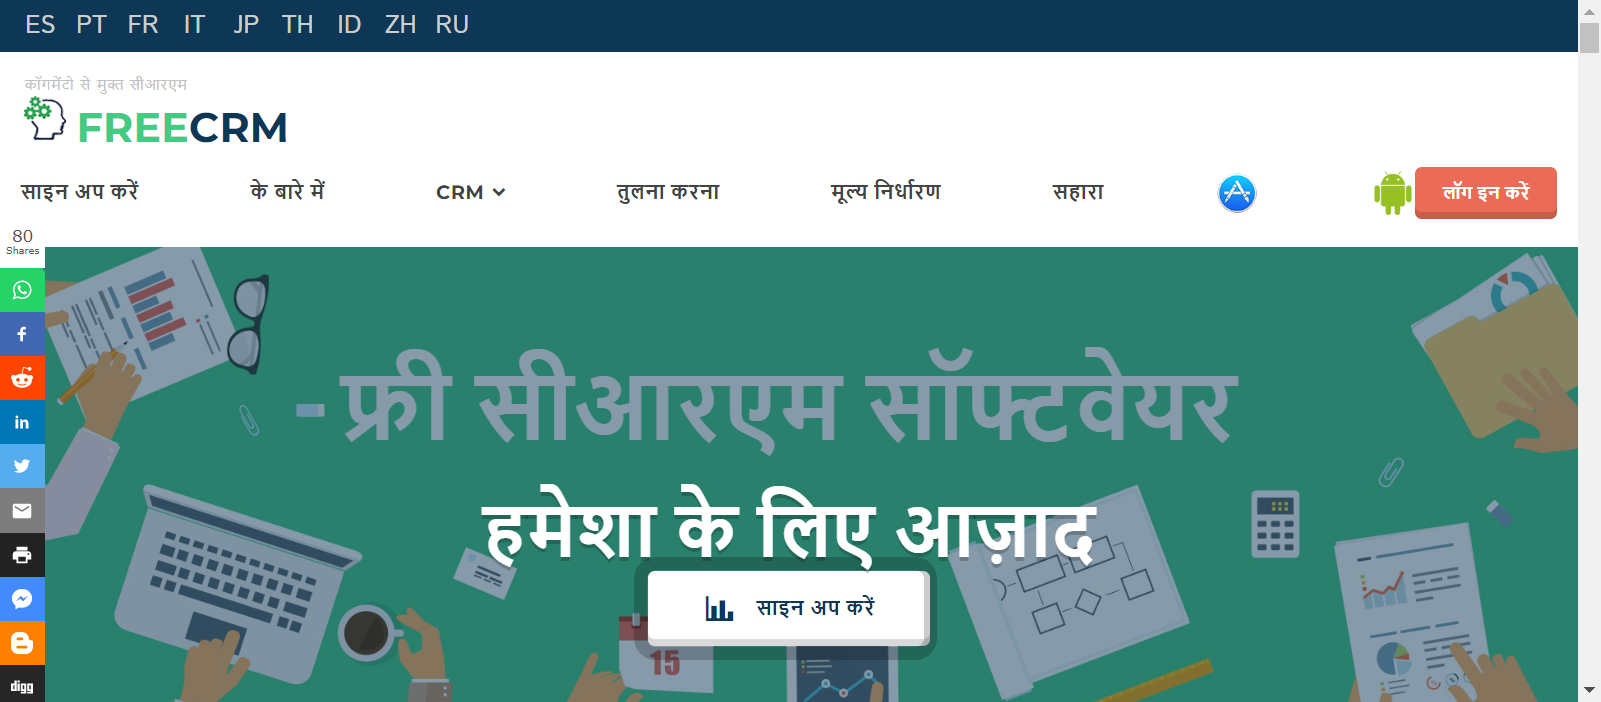 ES PT FR IT JP TH ID ZH RU
कॉगमेंटो से मुक्त सीआरएम
FREECRM
साइन अप करें के बारे में CRM तुलना करना मूल्य निर्धारण सहारा लॉग इन करें
80
Shares
- फ्री सीआरएम सॉफ्टवेयर
हमेशा के लिए आज़ाद
साइन अप करें
15
digg